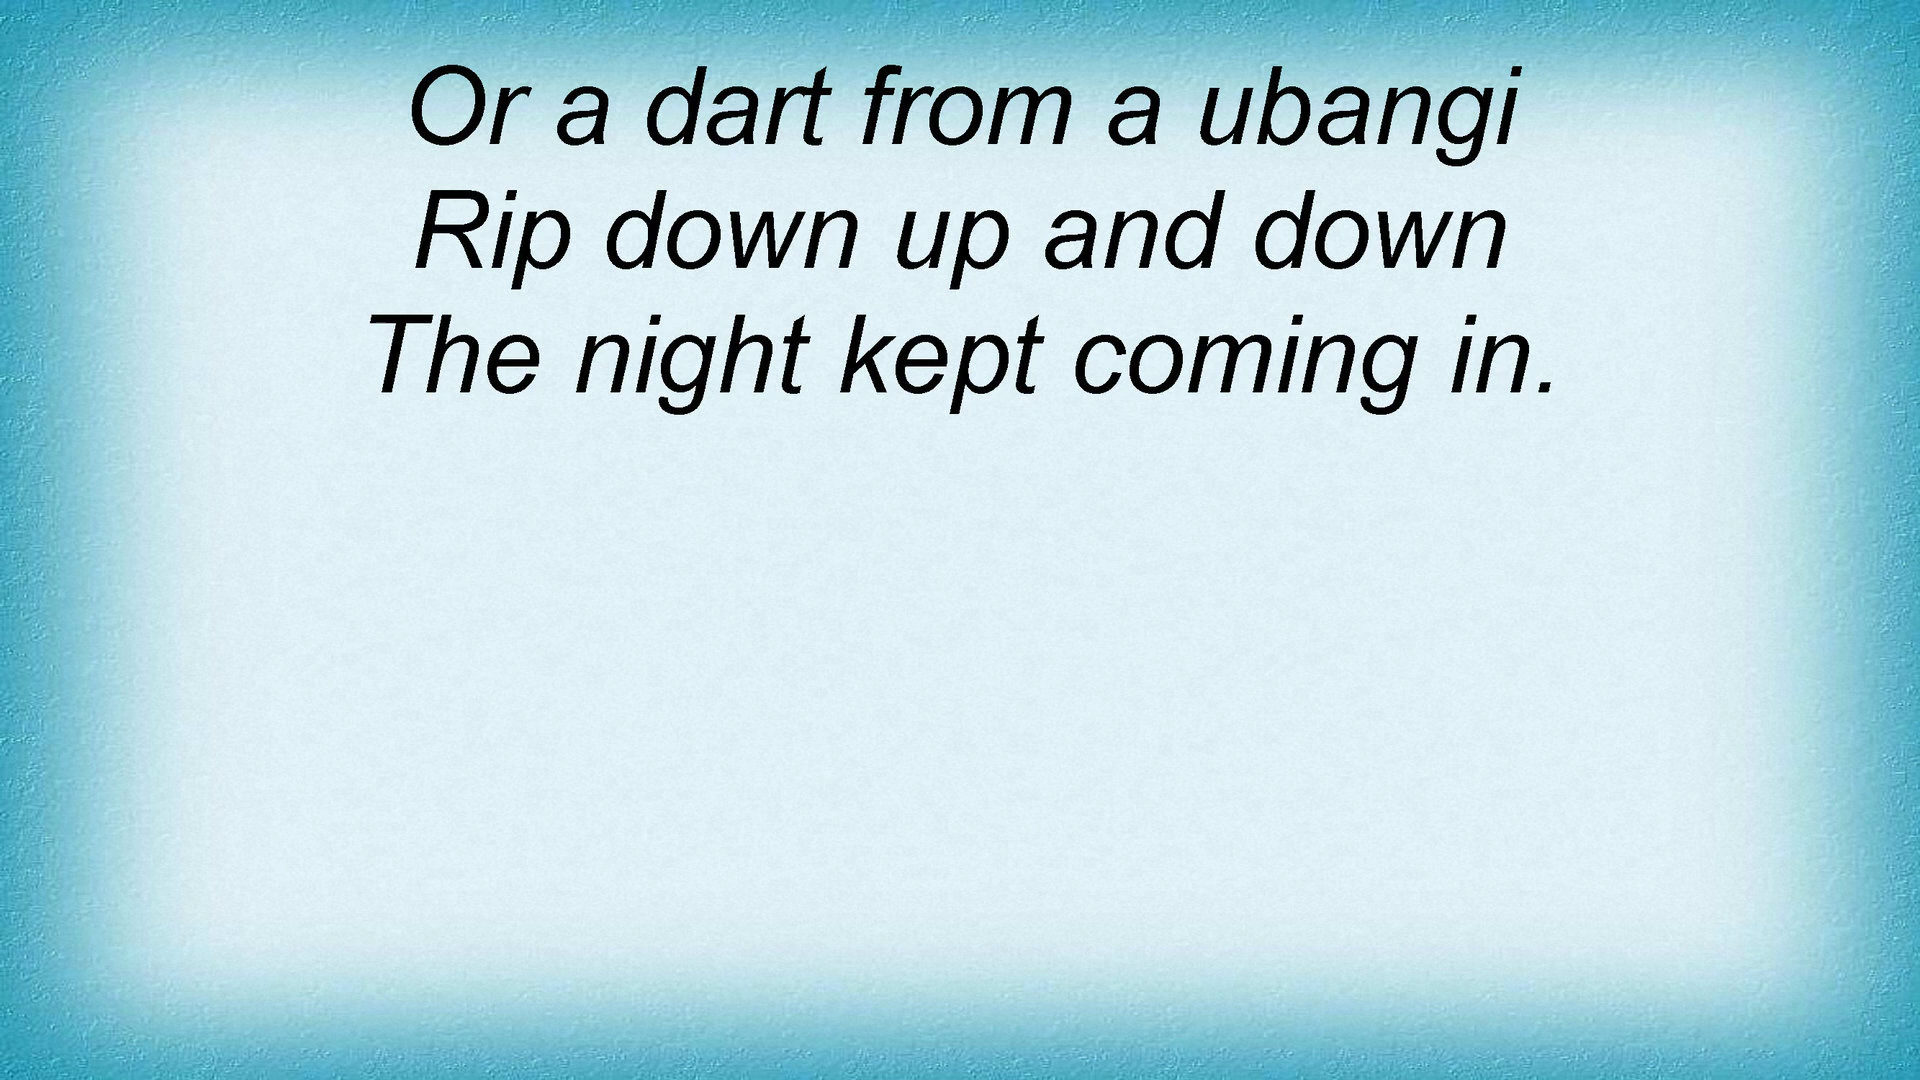 Or a dart from a ubangi
Rip down up and down
The night kept coming in.